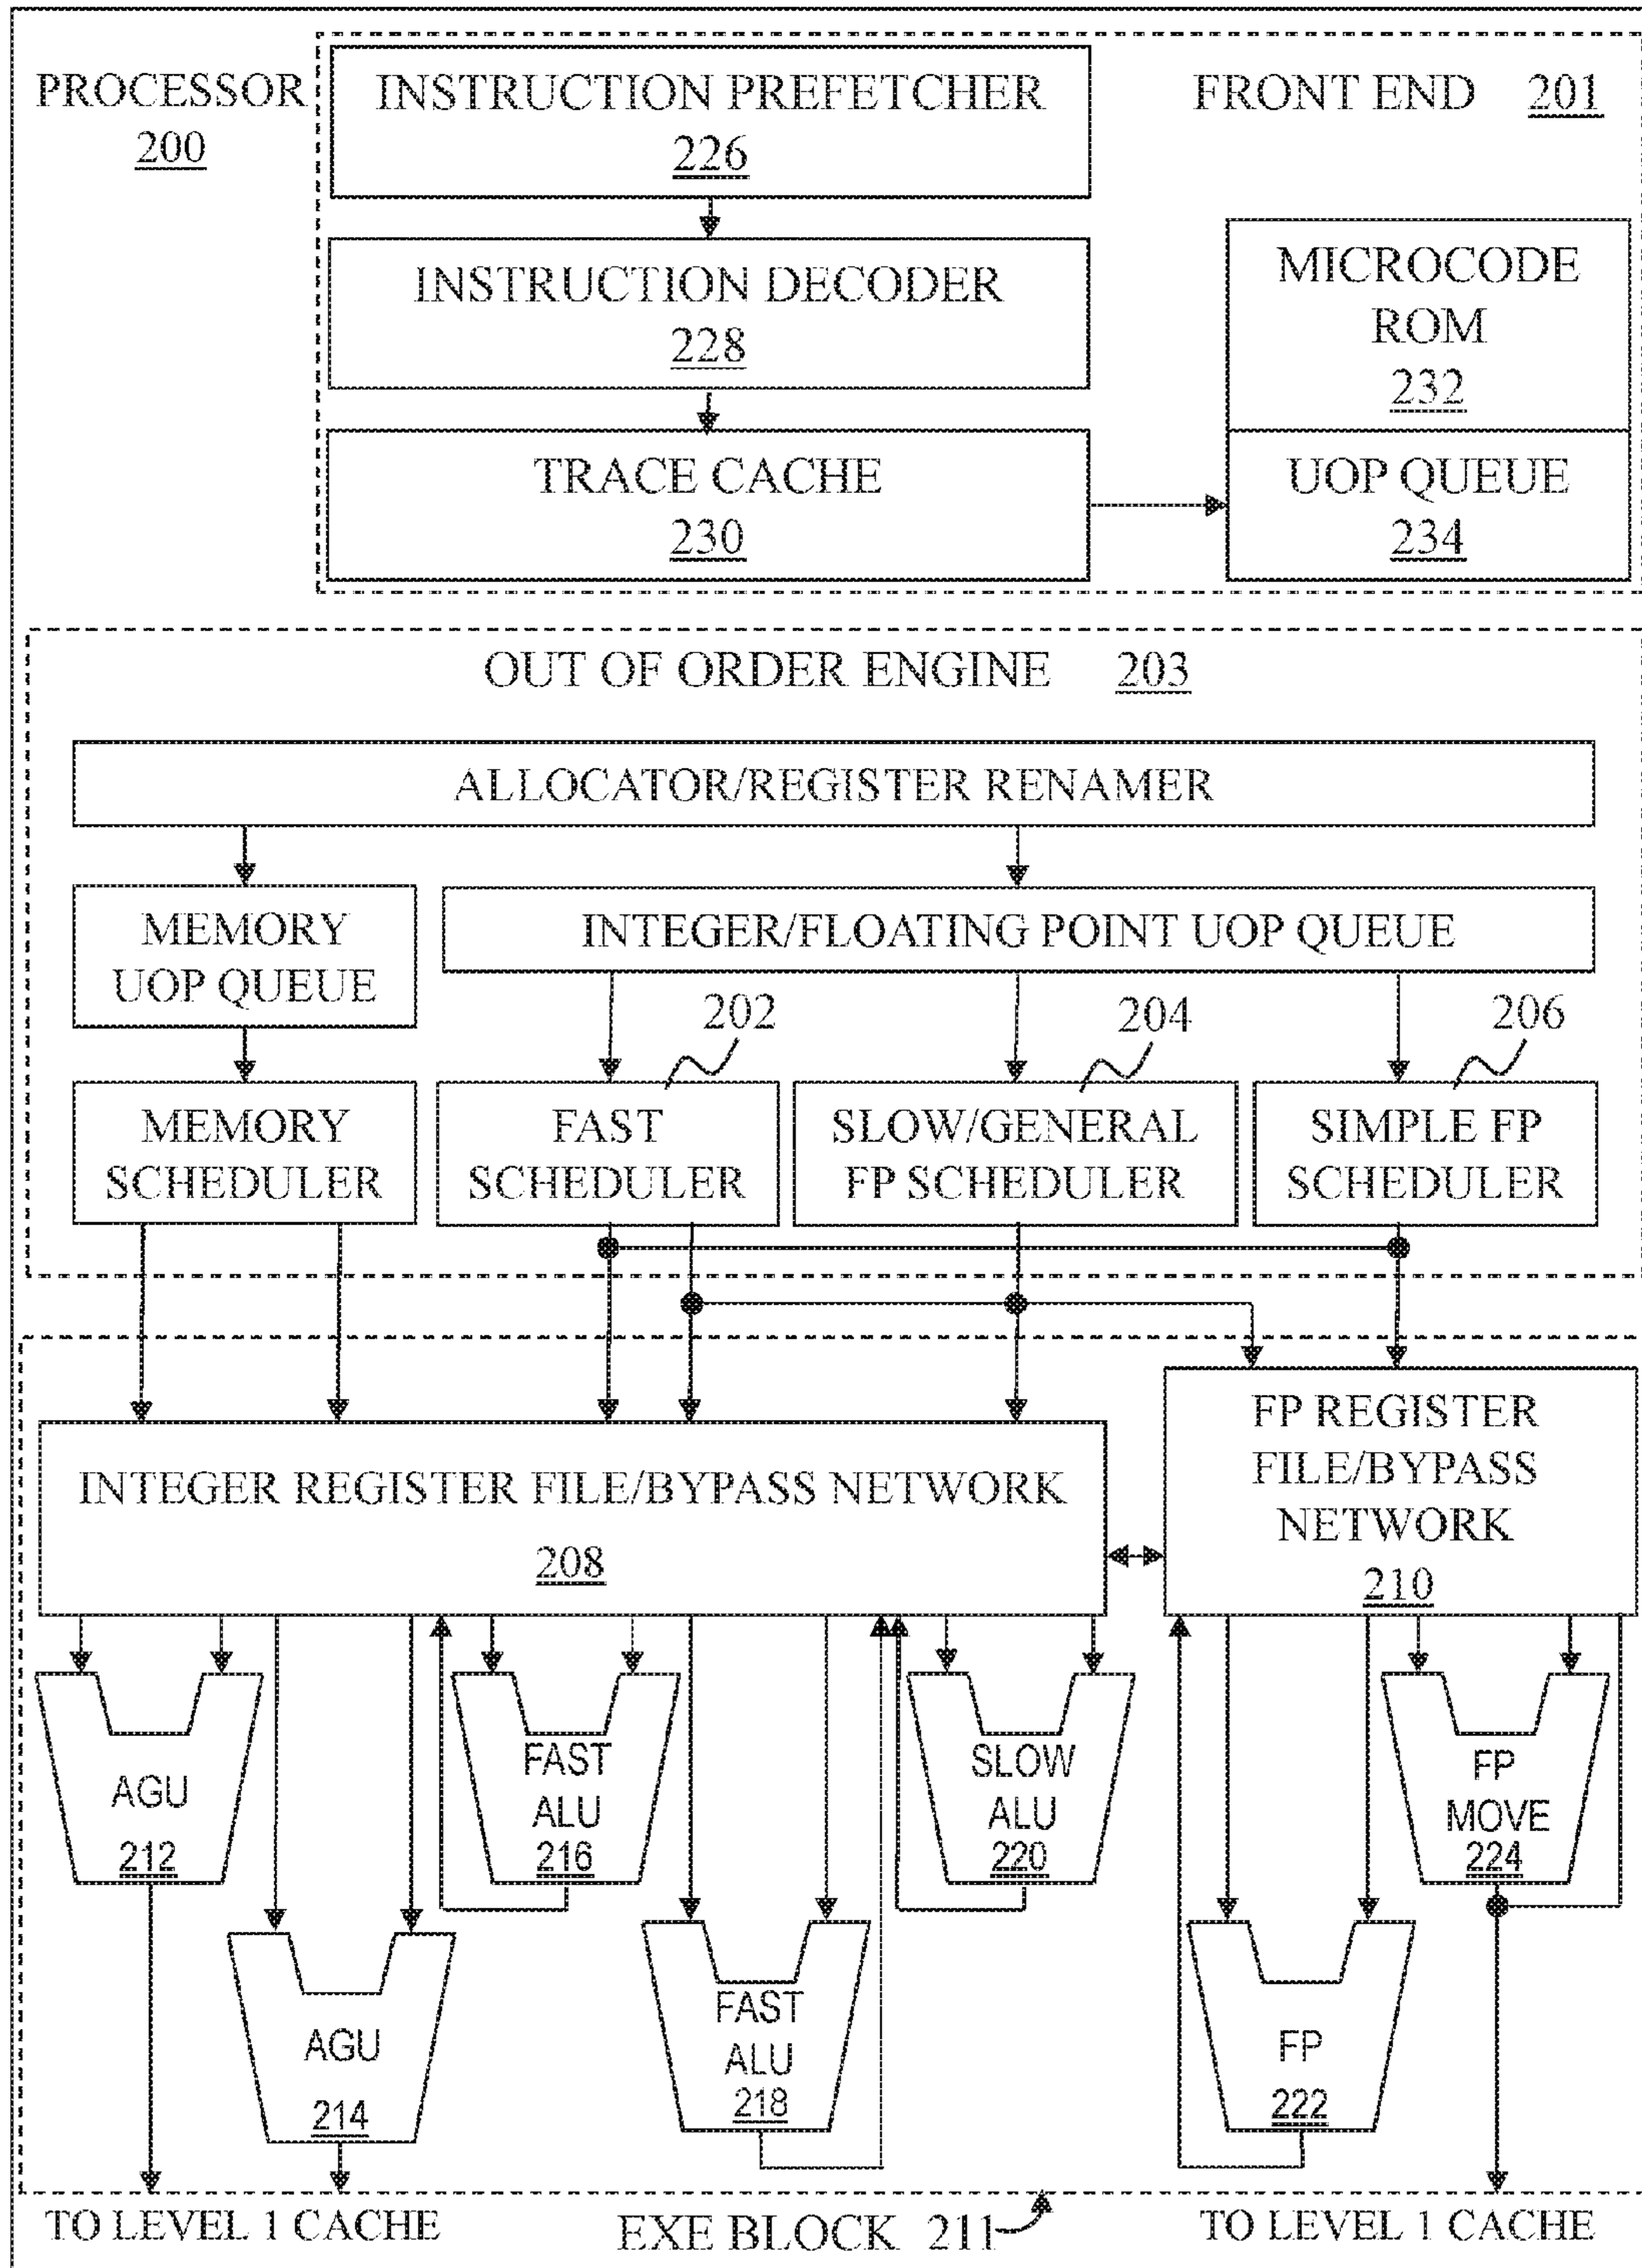 PROCESSOR
200
INSTRUCTION PREFETCHER
226
FRONT END 201
INSTRUCTION DECODER
228
MICROCODE
ROM
232
TRACE CACHE
230
UOP QUEUE
234
OUT OF ORDER ENGINE 203
ALLOCATOR/REGISTER RENAMER
MEMORY
UOP QUEUE
INTEGER/FLOATING POINT UOP QUEUE
202
204
206
MEMORY
SCHEDULER
FAST
SCHEDULER
SLOW/GENERAL
FP SCHEDULER
SIMPLE FP
SCHEDULER
INTEGER REGISTER FILE/BYPASS NETWORK
208
FP REGISTER
FILE/BYPASS
NETWORK
210
AGU
212
FAST
ALU
216
SLOW
ALU
220
FP
MOVE
224
AGU
214
FAST
ALU
218
FP
222
TO LEVEL 1 CACHE
EXE BLOCK 211
TO LEVEL 1 CACHE